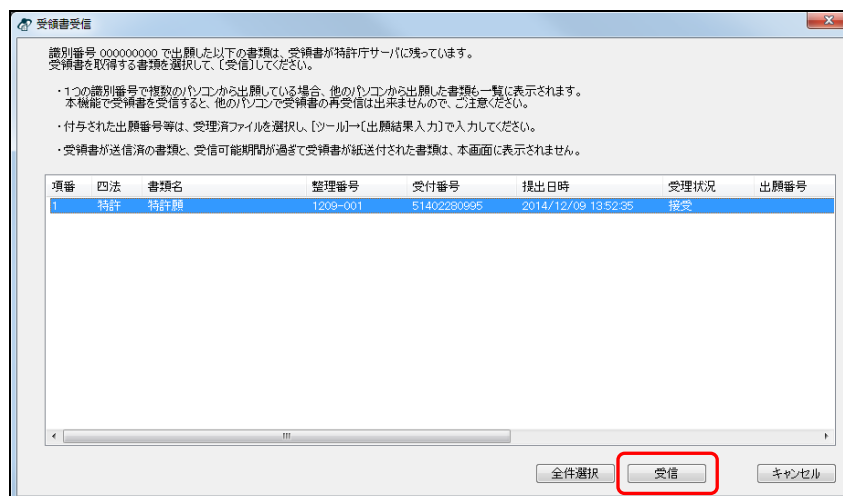 受領書受信
識別番号 000000000 で出願した以下の書類は、受領書が特許庁サーバに残っています。
受領書を取得する書類を選択して、[受信]してください。
・1つの識別番号で複数のパソコンから出願している場合、他のパソコンから出願した書類も一覧に表示されます。
本機能で受領書を受信すると、他のパソコンで受領書の再受信は出来ませんので、ご注意ください。
・付与された出願番号等は、受理済ファイルを選択し、[ツール]→[出願結果入力]で入力してください。
・受領書が送信済の書類と、受信可能期間が過ぎて受領書が紙送付された書類は、本画面に表示されません。
項番 四法 書類名 整理番号 受付番号 提出日時 受理状況 出願番号
1 特許 特許願 1209-001 51402280995 2014/12/09 13:52:35 接受
全件選択 受信 キャンセル